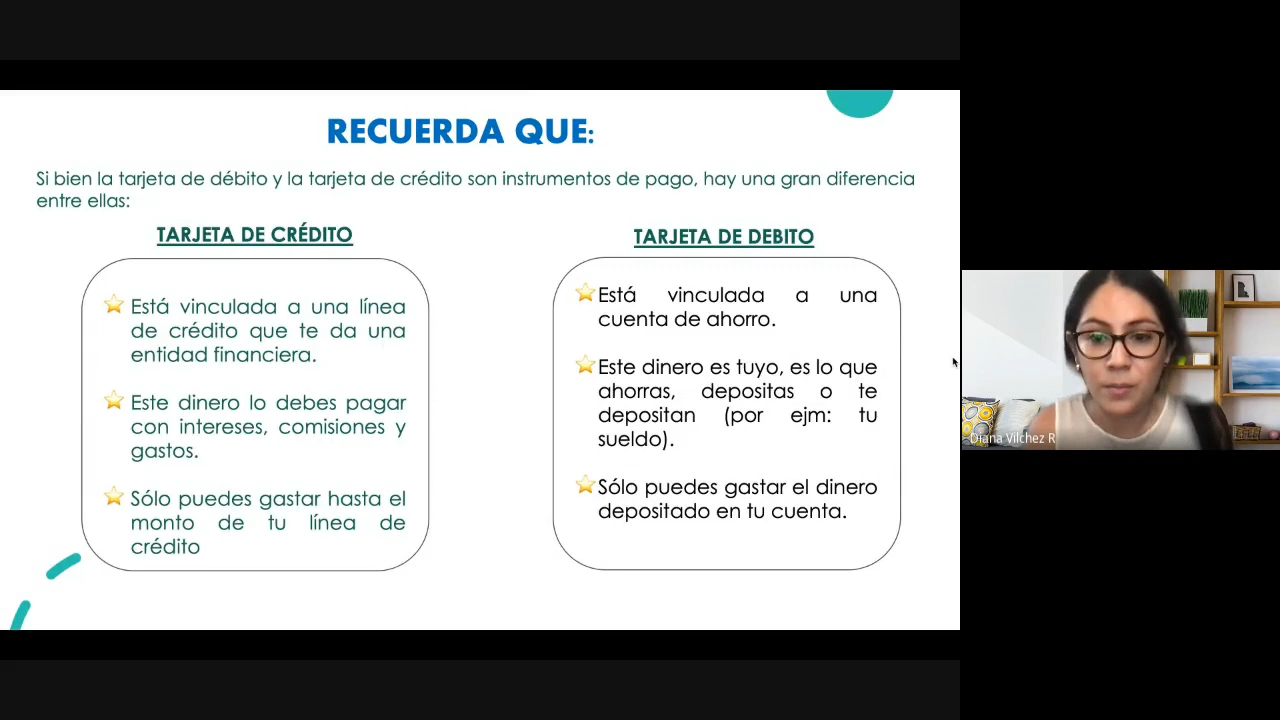 RECUERDA QUE:
Si bien la tarjeta de débito y la tarjeta de crédito son instrumentos de pago, hay una gran diferencia
entre ellas:
TARJETA DE CRÉDITO
Está vinculada a una línea
de crédito que te da una
entidad financiera.
Este dinero lo debes pagar
con intereses, comisiones y
gastos.
Sólo puedes gastar hasta el
monto de tu línea de
crédito
TARJETA DE DEBITO
Está vinculada a una
cuenta de ahorro.
Este dinero es tuyo, es lo que
ahorras, depositas o te
depositan (por ejm: tu
sueldo).
Sólo puedes gastar el dinero
depositado en tu cuenta.
Diana Vilchez R